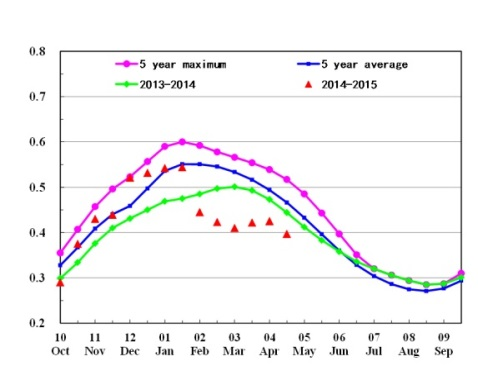 0.8
5 year maximum 5 year average
2013-2014 2014-2015
0.7
0.6
0.5
0.4
0.3
0.2
10 11 12 01 02 03 04 05 06 07 08 09
Oct Nov Dec Jan Feb Mar Apr May Jun Jul Aug Sep